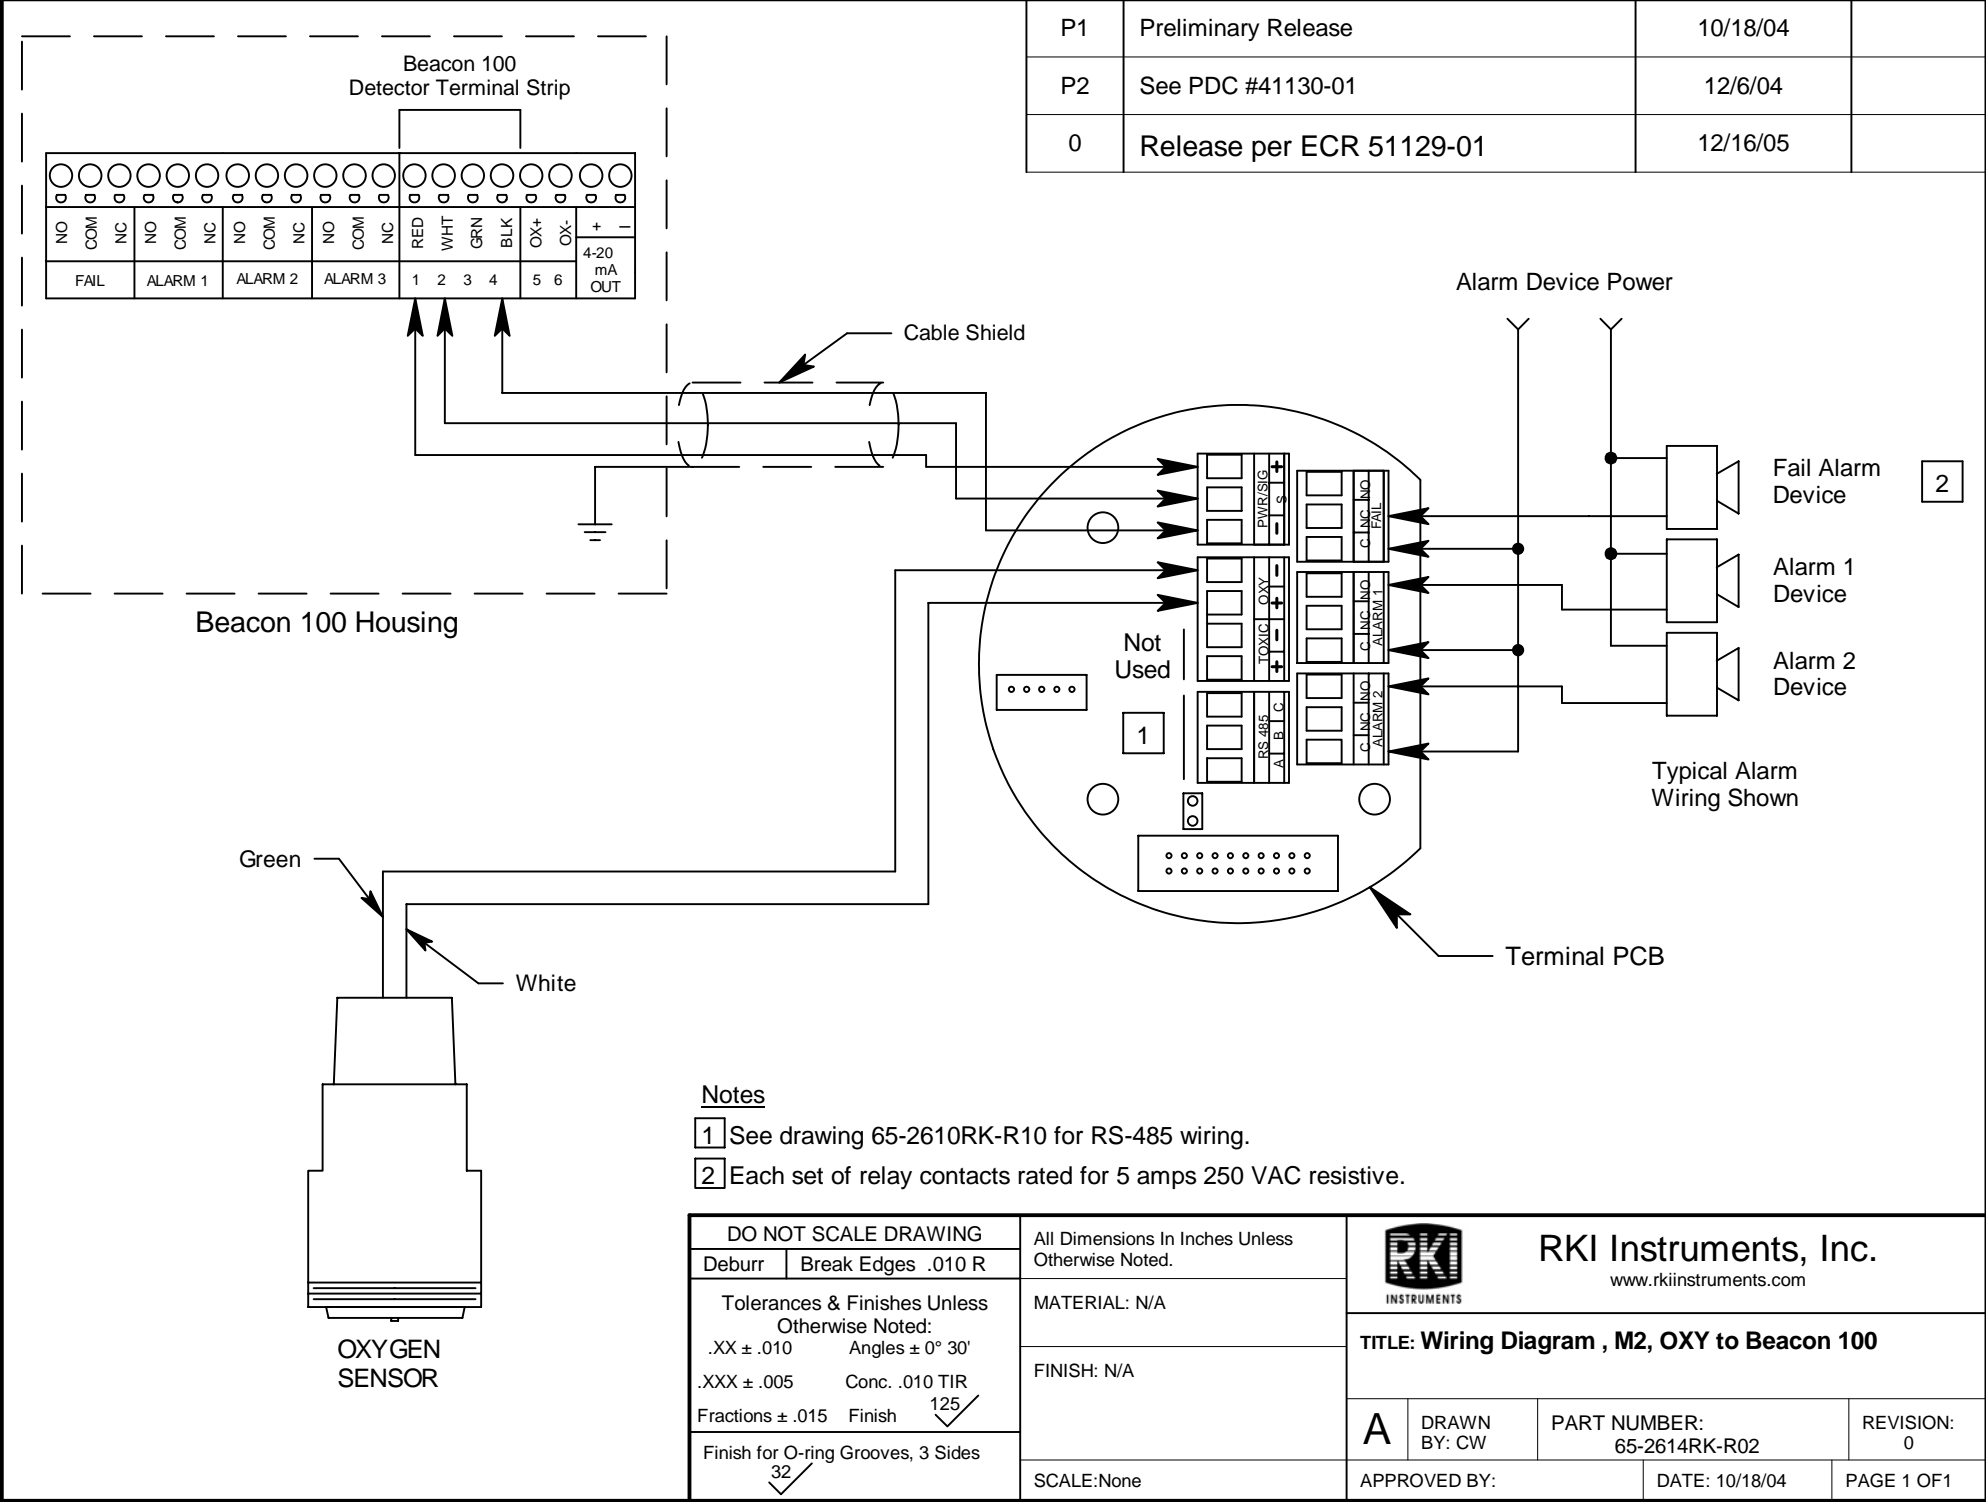 P1 Preliminary Release 10/18/04
P2 See PDC #41130-01 12/6/04
0 Release per ECR 51129-01 12/16/05
Beacon 100
Detector Terminal Strip
NO COM NC NO COM NC NO COM NC NO COM NC RED WHT GRN BLK OX+ OX- + –
FAIL ALARM 1 ALARM 2 ALARM 3 1 2 3 4 5 6 4-20
mA
OUT
Beacon 100 Housing
Cable Shield
Alarm Device Power
PWR/SIG + S -
OXY - +
TOXIC - +
RS 485 A B C
FAIL C NC NO
ALARM 1 C NC NO
ALARM 2 C NC NO
Not
Used
1
Fail Alarm
Device
2
Alarm 1
Device
Alarm 2
Device
Typical Alarm
Wiring Shown
Terminal PCB
Green
White
OXYGEN
SENSOR
Notes
1 See drawing 65-2610RK-R10 for RS-485 wiring.
2 Each set of relay contacts rated for 5 amps 250 VAC resistive.
DO NOT SCALE DRAWING
Deburr Break Edges .010 R
Tolerances & Finishes Unless
Otherwise Noted:
.XX ± .010 Angles ± 0° 30'
.XXX ± .005 Conc. .010 TIR
Fractions ± .015 Finish 125
Finish for O-ring Grooves, 3 Sides
32
All Dimensions In Inches Unless
Otherwise Noted.
MATERIAL: N/A
FINISH: N/A
SCALE:None
RKI
INSTRUMENTS
RKI Instruments, Inc.
www.rkiinstruments.com
TITLE: Wiring Diagram , M2, OXY to Beacon 100
A
DRAWN
BY: CW
PART NUMBER:
65-2614RK-R02
REVISION:
0
APPROVED BY:
DATE: 10/18/04
PAGE 1 OF1